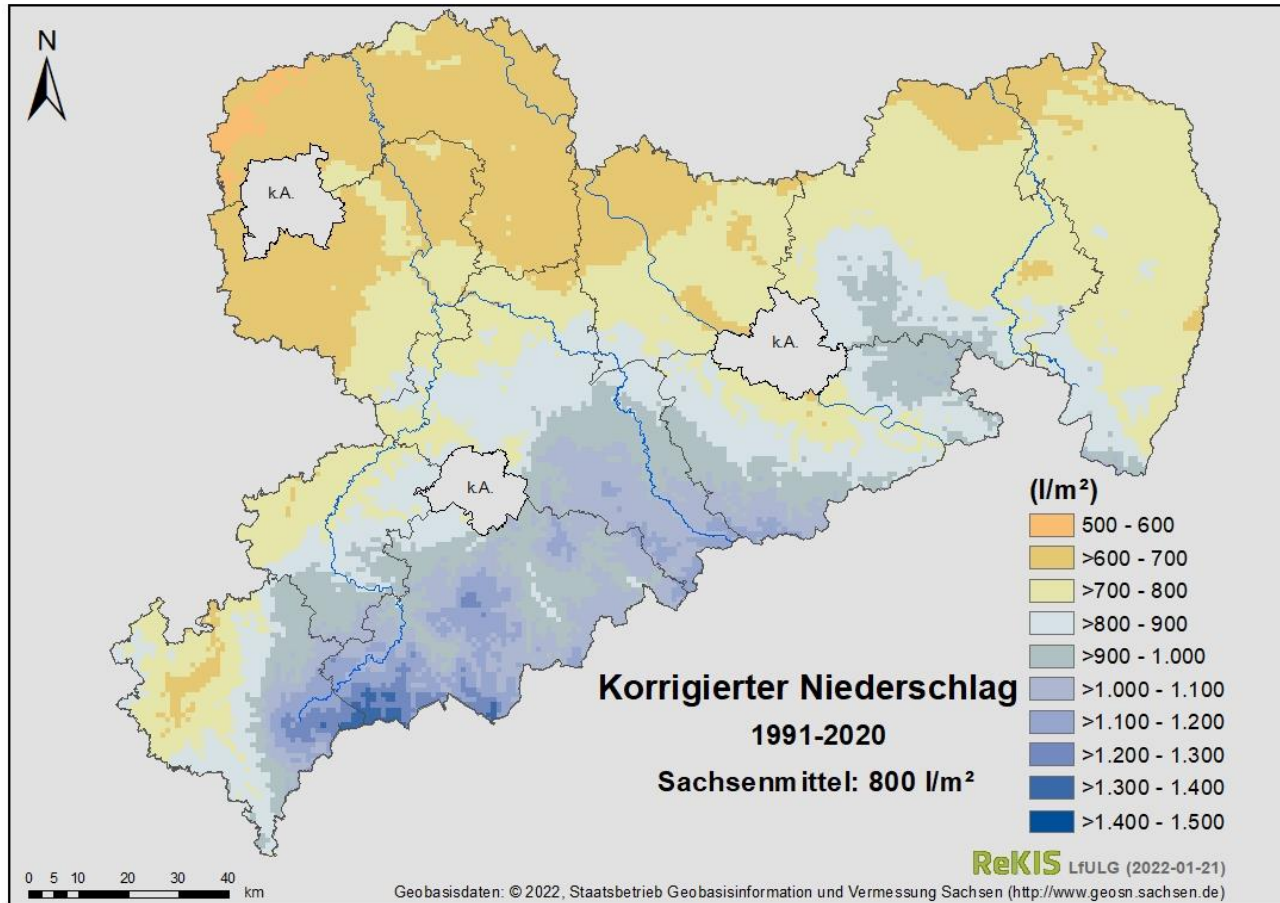 N
k.A.
k.A.
k.A.
(l/m²)
500 - 600
>600 - 700
>700 - 800
>800 - 900
>900 - 1.000
>1.000 - 1.100
>1.100 - 1.200
>1.200 - 1.300
>1.300 - 1.400
>1.400 - 1.500
Korrigierter Niederschlag
1991-2020
Sachsenmittel: 800 l/m²
ReKIS LfULG (2022-01-21)
0 5 10 20 30 40
km
Geobasisdaten: © 2022, Staatsbetrieb Geobasisinformation und Vermessung Sachsen (http://www.geosn.sachsen.de)